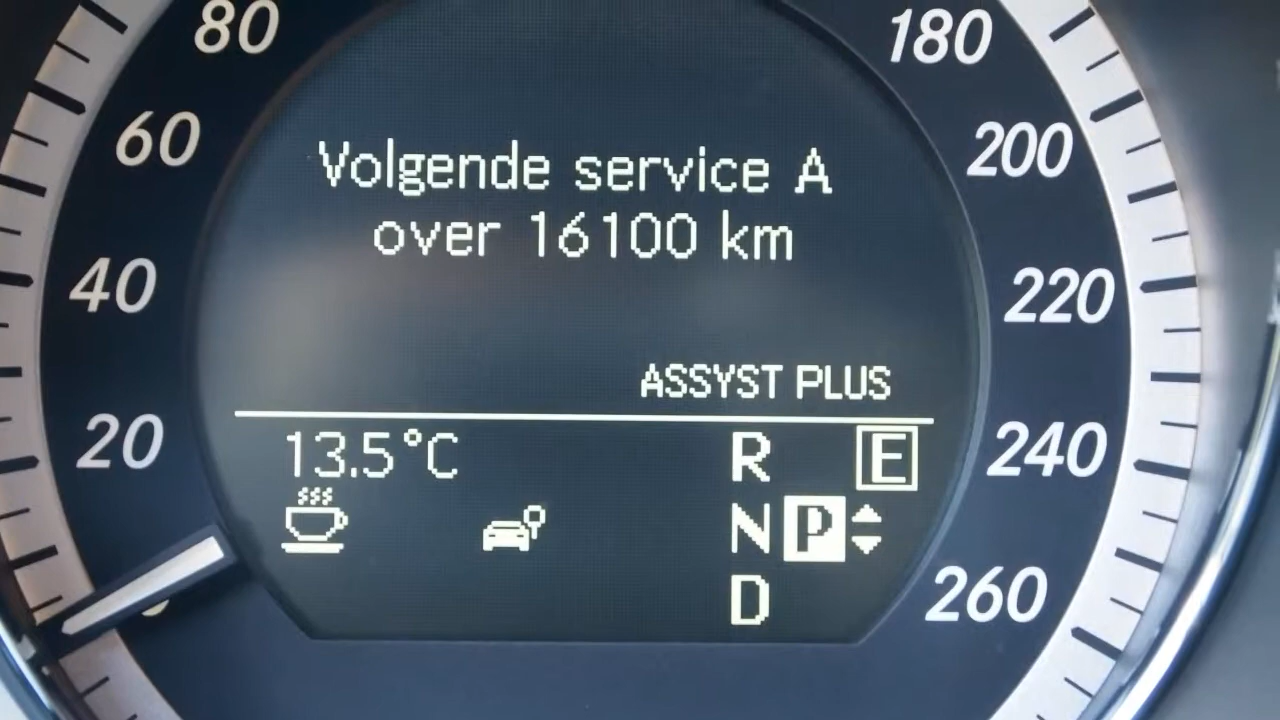 80
180
60
200
Volgende service A
over 16100 km
40
220
ASSYST PLUS
20
13.5°C
R
E
240
N P
D
260